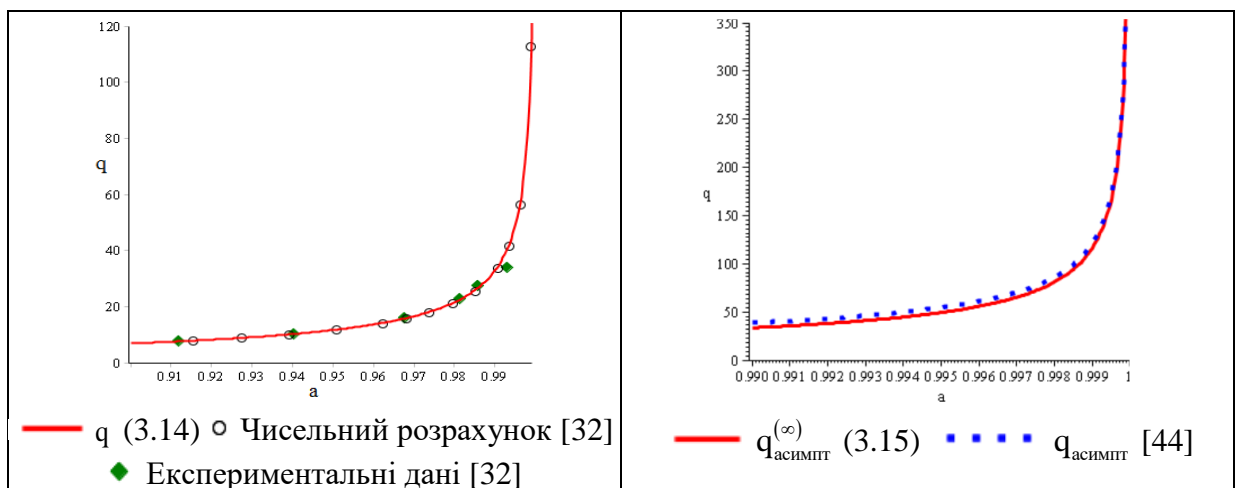 120
100
80
q
60
40
20
0
0.91 0.92 0.93 0.94 0.95 0.96 0.97 0.98 0.99
a
q (3.14) Чисельний розрахунок [32]
Експериментальні дані [32]
350
300
250
200
q
150
100
50
0
0.990 0.991 0.992 0.993 0.994 0.995 0.996 0.997 0.998 0.999 1
a
q(∞)асимпт (3.15) qасимпт [44]